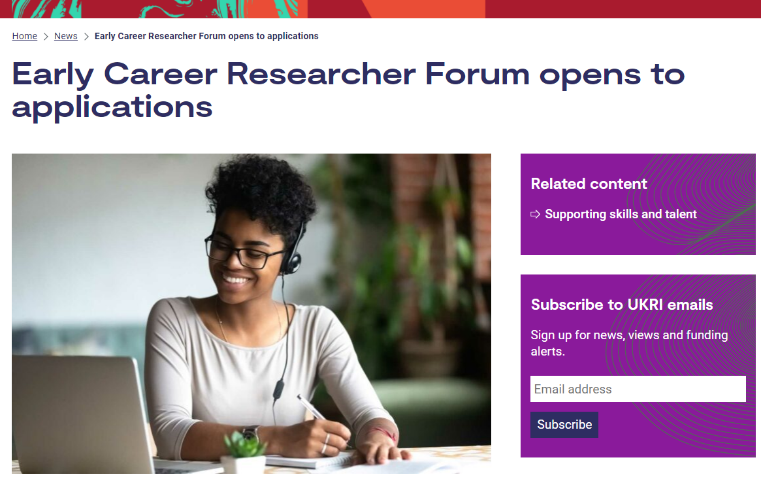 Home > News > Early Career Researcher Forum opens to applications
Early Career Researcher Forum opens to
applications
Related content
⇨ Supporting skills and talent
Subscribe to UKRI emails
Sign up for news, views and funding
alerts.
Email address
Subscribe